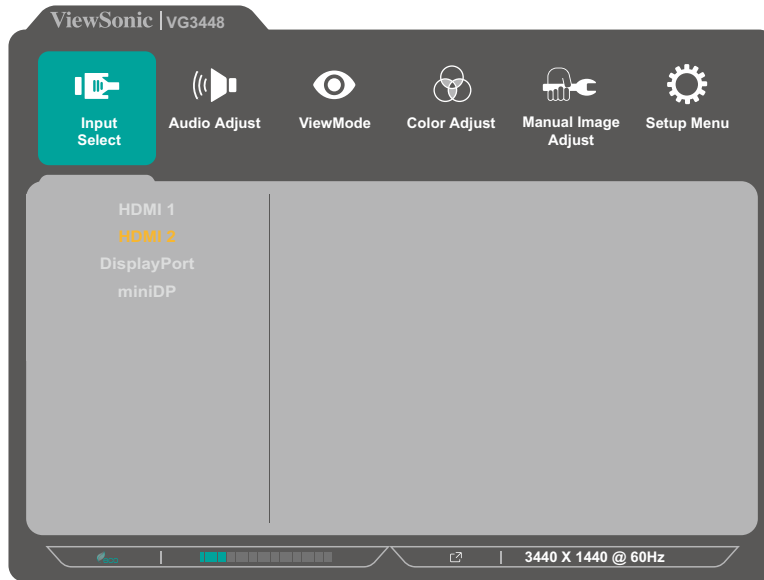 ViewSonic | VG3448
Input Select
Audio Adjust
ViewMode
Color Adjust
Manual Image Adjust
Setup Menu
HDMI 1
HDMI 2
DisplayPort
miniDP
eco
3440 X 1440 @ 60Hz